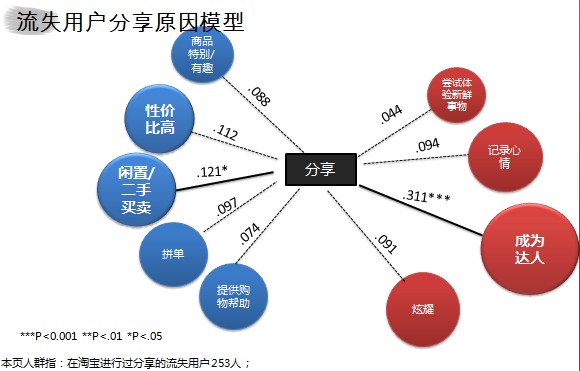 流失用户分享原因模型
商品
特别/
有趣
.088
尝试体
验新鲜
事物
.044
性价
比高
.112
.094
记录心
情
闲置/
二手
买卖
.121*
分享
.311***
成为
达人
.097
拼单
.074
提供购
物帮助
.091
炫耀
***P<0.001 **P<.01 *P<.05
本页人群指：在淘宝进行过分享的流失用户253人；